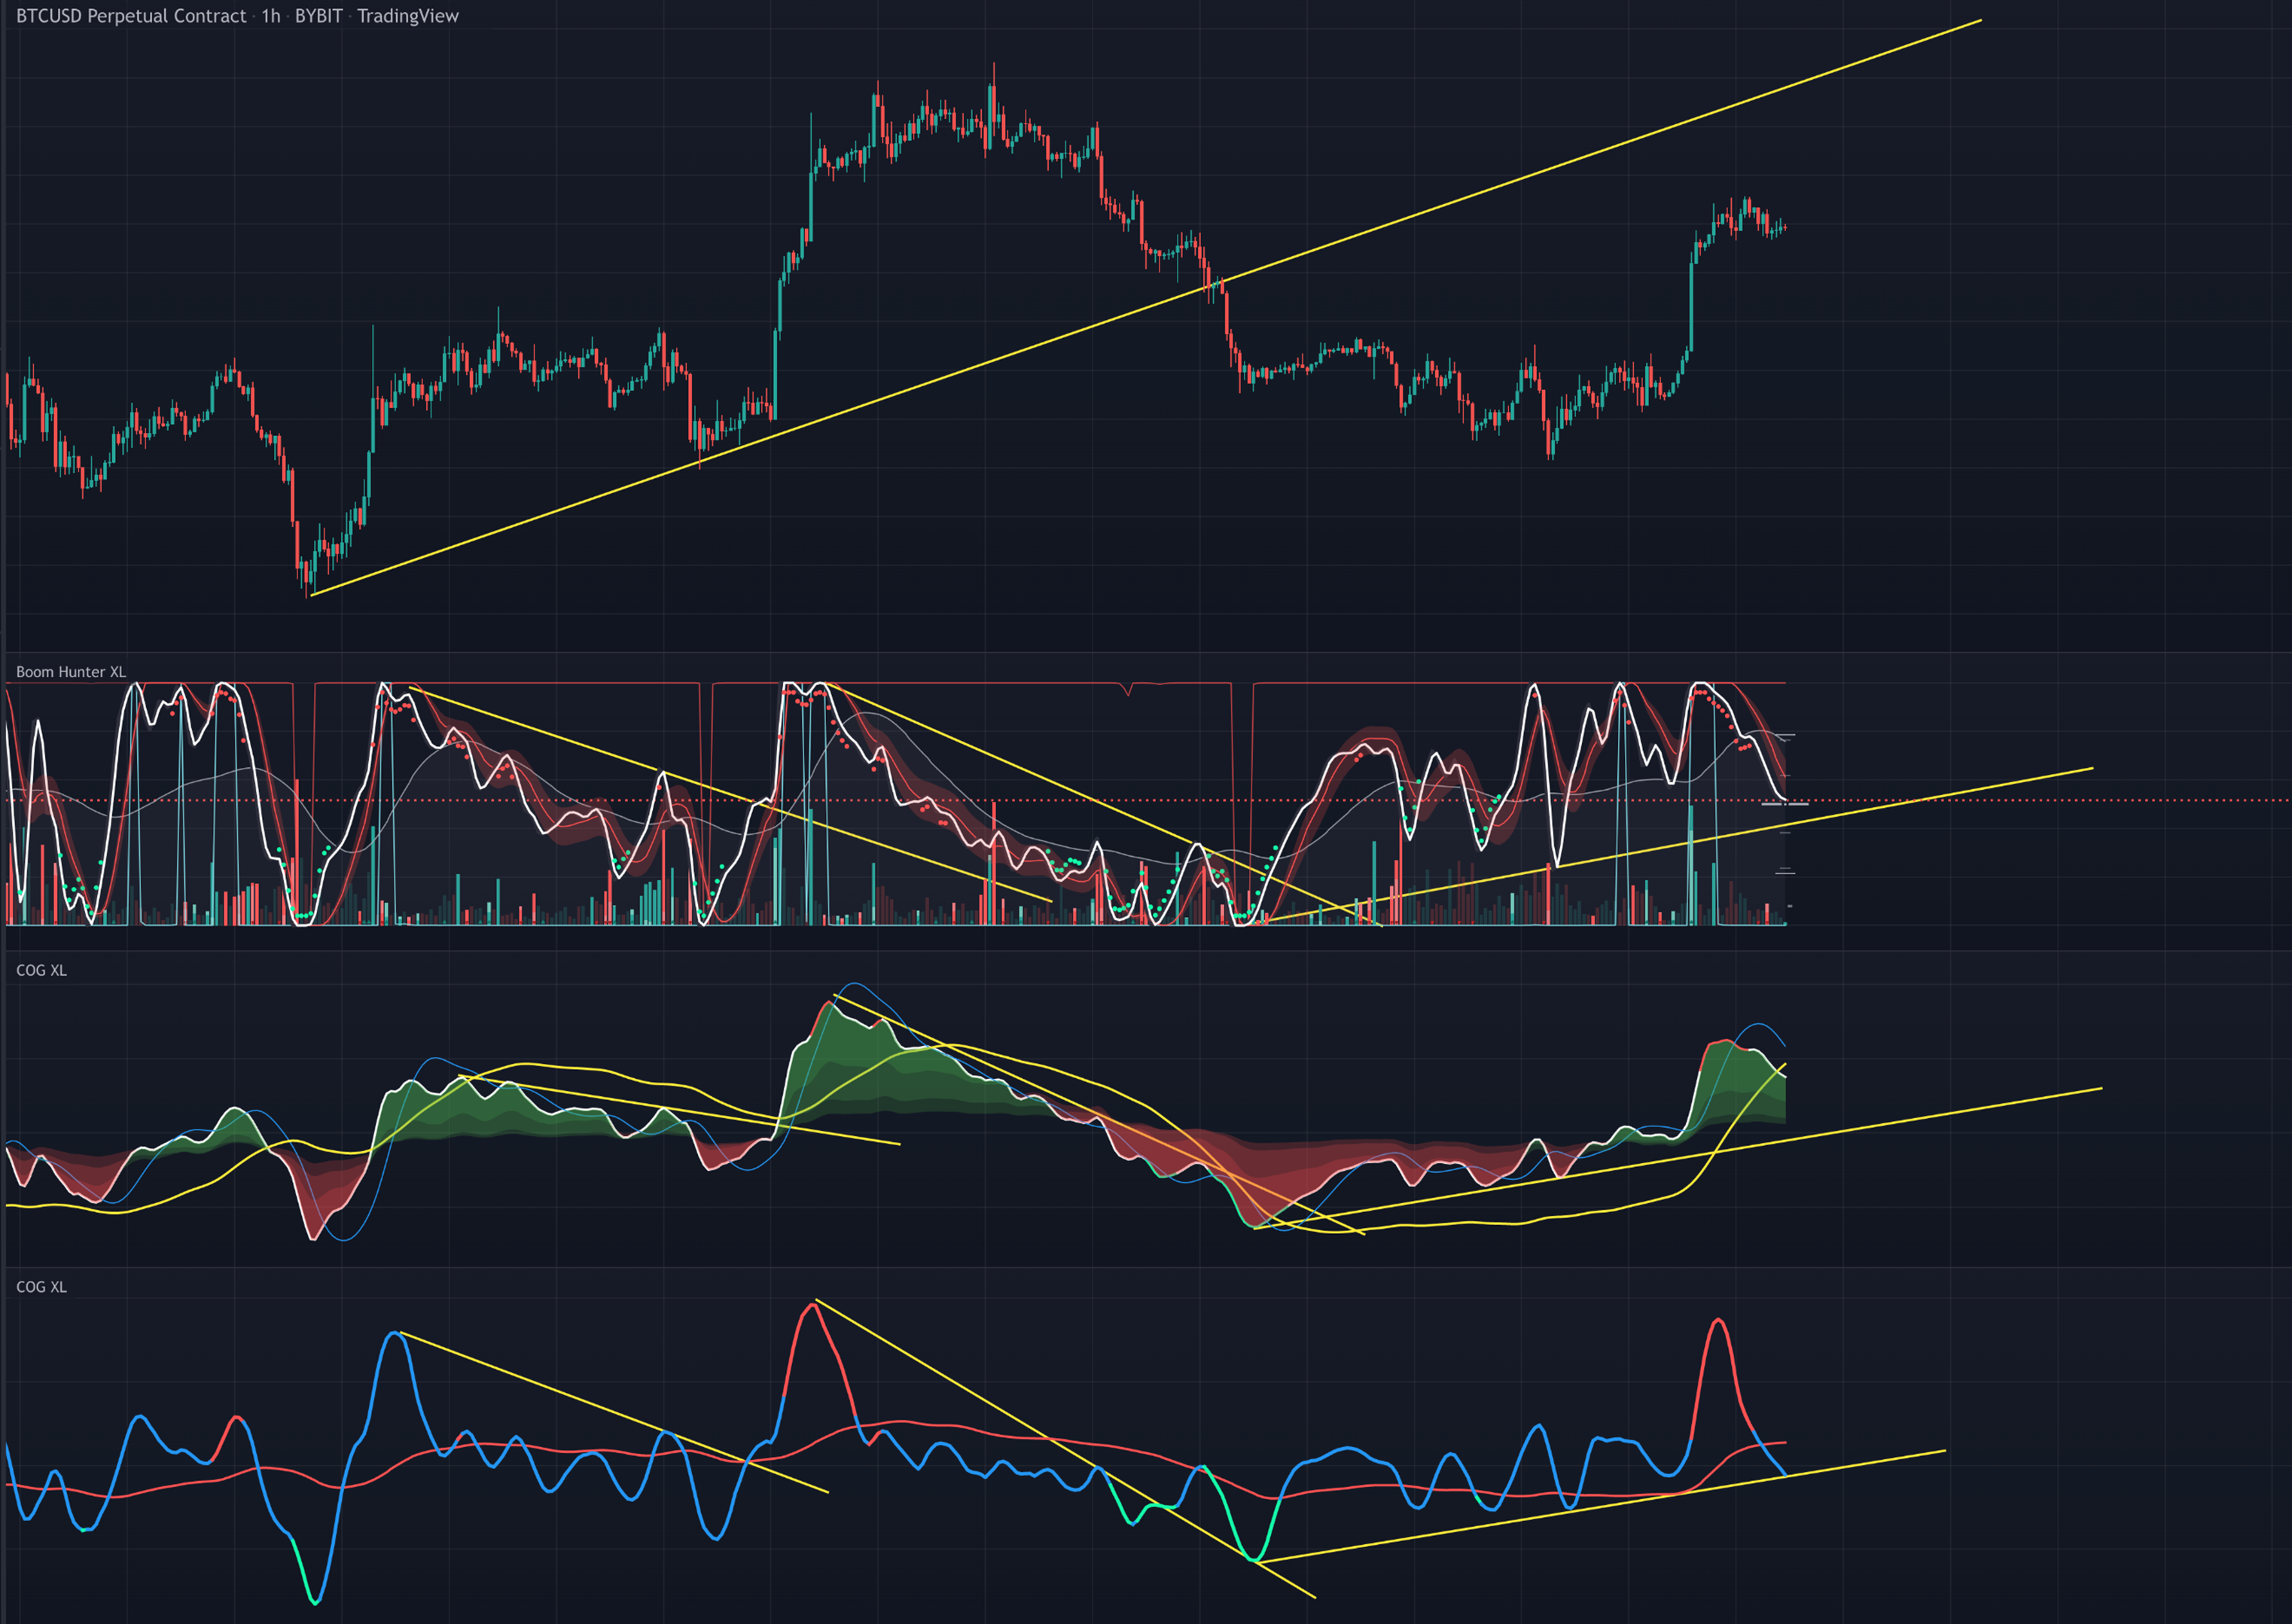 BTCUSD Perpetual Contract · 1h · BYBIT · TradingView
Boom Hunter XL
COG XL
COG XL